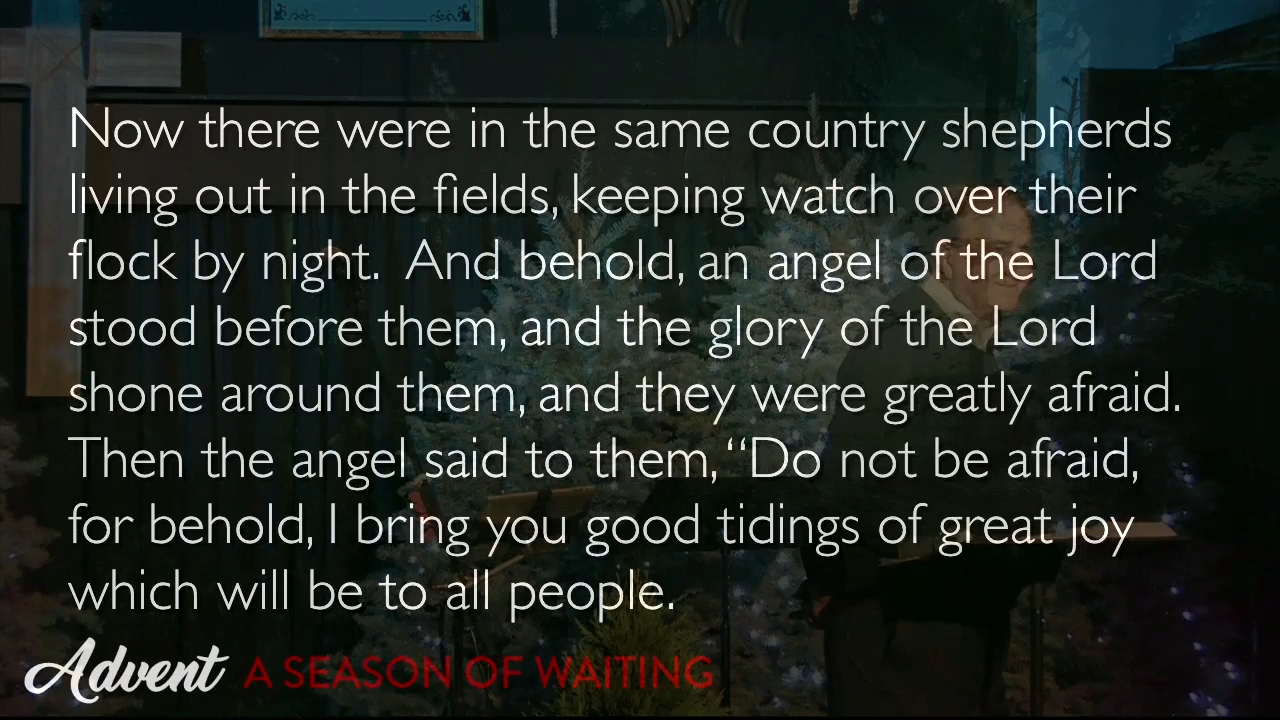 Now there were in the same country shepherds
living out in the fields, keeping watch over their
flock by night.  And behold, an angel of the Lord
stood before them, and the glory of the Lord
shone around them, and they were greatly afraid.
Then the angel said to them, “Do not be afraid,
for behold, I bring you good tidings of great joy
which will be to all people.
Advent A SEASON OF WAITING